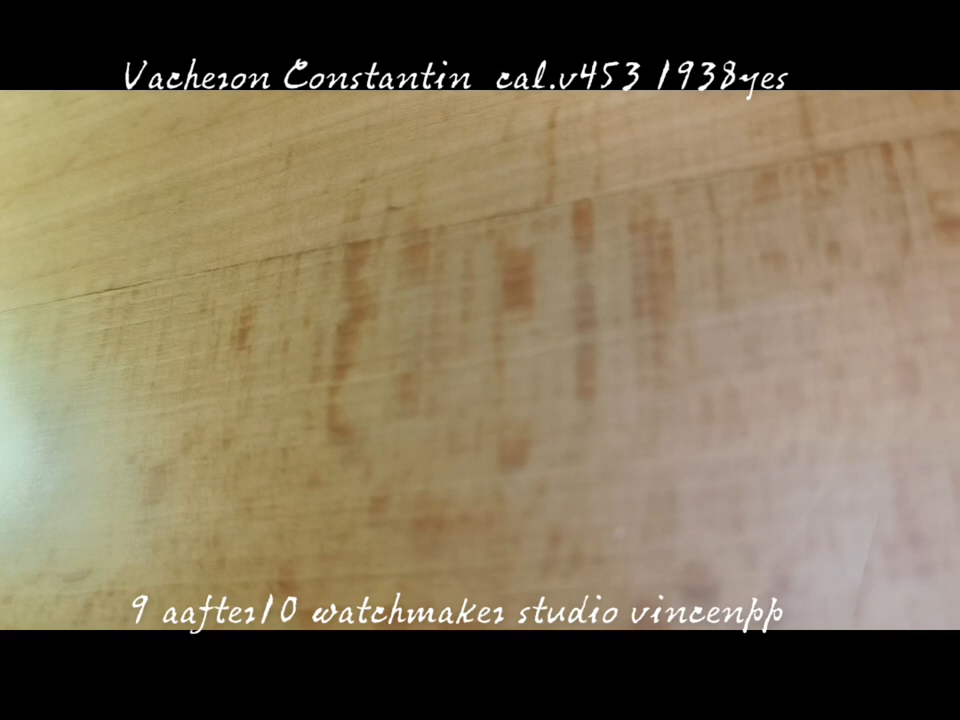 Vacheron Constantin cal.v453 1938yes
9 aafter10 watchmaker studio vincenpp